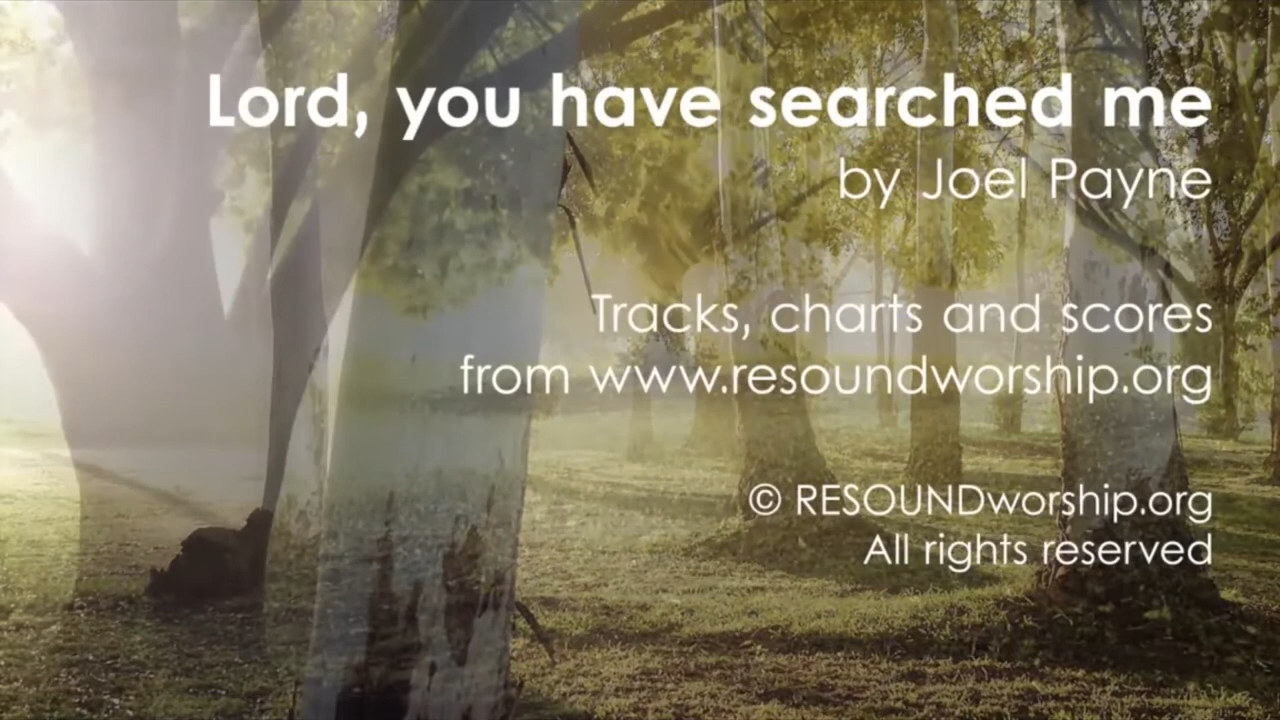 Lord, you have searched me
by Joel Payne
Tracks, charts and scores
from www.resoundworship.org
© RESOUNDworship.org
All rights reserved